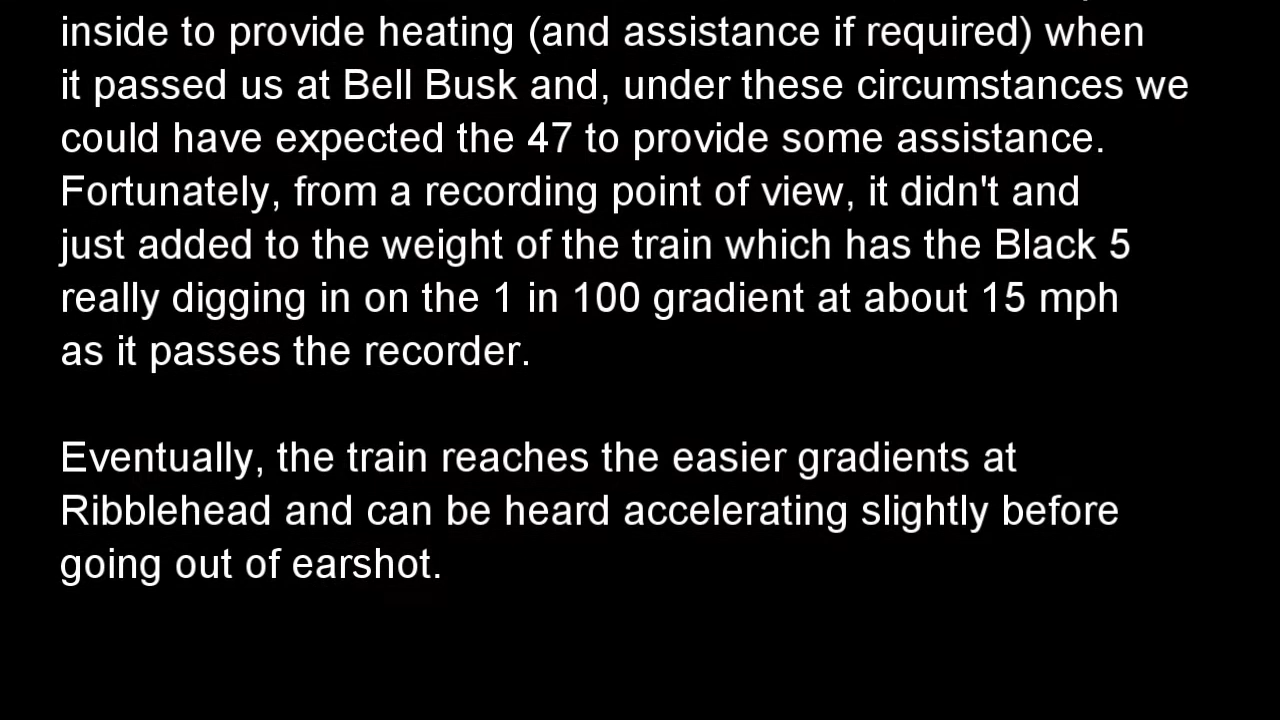 inside to provide heating (and assistance if required) when
it passed us at Bell Busk and, under these circumstances we
could have expected the 47 to provide some assistance.
Fortunately, from a recording point of view, it didn't and
just added to the weight of the train which has the Black 5
really digging in on the 1 in 100 gradient at about 15 mph
as it passes the recorder.
Eventually, the train reaches the easier gradients at
Ribblehead and can be heard accelerating slightly before
going out of earshot.